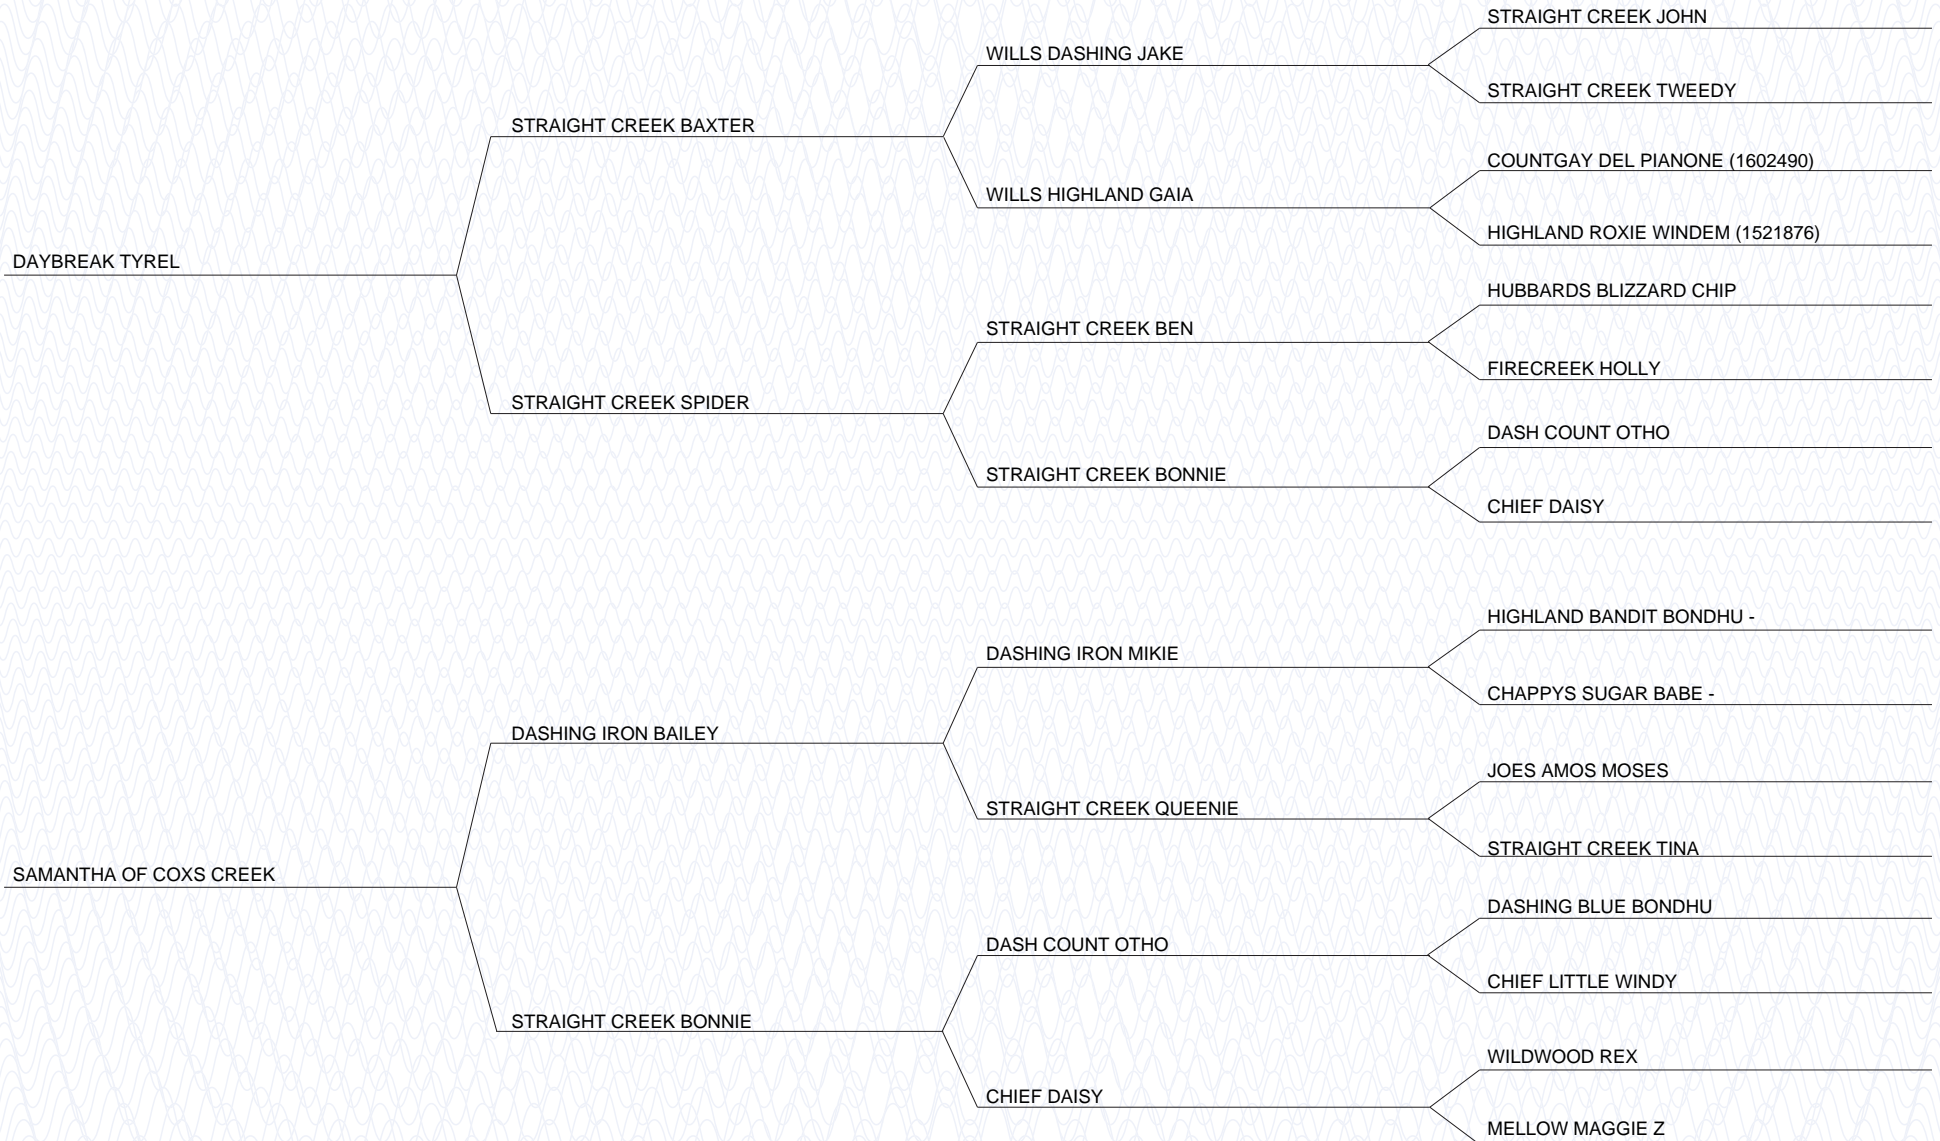 STRAIGHT CREEK JOHN
WILLS DASHING JAKE
STRAIGHT CREEK TWEEDY
STRAIGHT CREEK BAXTER
COUNTGAY DEL PIANONE (1602490)
WILLS HIGHLAND GAIA
HIGHLAND ROXIE WINDEM (1521876)
DAYBREAK TYREL
HUBBARDS BLIZZARD CHIP
STRAIGHT CREEK BEN
FIRECREEK HOLLY
STRAIGHT CREEK SPIDER
DASH COUNT OTHO
STRAIGHT CREEK BONNIE
CHIEF DAISY
HIGHLAND BANDIT BONDHU -
DASHING IRON MIKIE
CHAPPYS SUGAR BABE -
DASHING IRON BAILEY
JOES AMOS MOSES
STRAIGHT CREEK QUEENIE
STRAIGHT CREEK TINA
SAMANTHA OF COXS CREEK
DASHING BLUE BONDHU
DASH COUNT OTHO
CHIEF LITTLE WINDY
STRAIGHT CREEK BONNIE
WILDWOOD REX
CHIEF DAISY
MELLOW MAGGIE Z